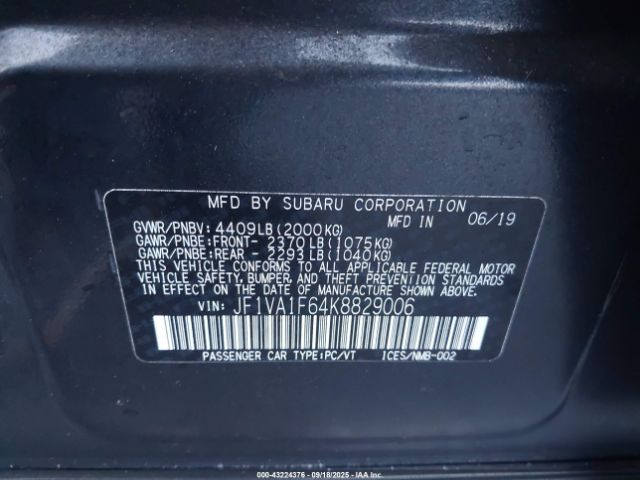 MFD BY SUBARU CORPORATION
MFD IN 06/19
GVWR/PNBV: 4409LB(2000KG)
GAWR/PNBE:FRONT- 2370LB(1075KG)
GAWR/PNBE:REAR - 2293LB(1040KG)
THIS VEHICLE CONFORMS TO ALL APPLICABLE FEDERAL MOTOR
VEHICLE SAFETY, BUMPER, AND THEFT PREVENTION STANDARDS
IN EFFECT ON THE DATE OF MANUFACTURE SHOWN ABOVE.
VIN: JF1VA1F64K8829006
PASSENGER CAR TYPE:PC/VT ICES/NMB-002
000-43224376 - 09/18/2025 - IAAI.com